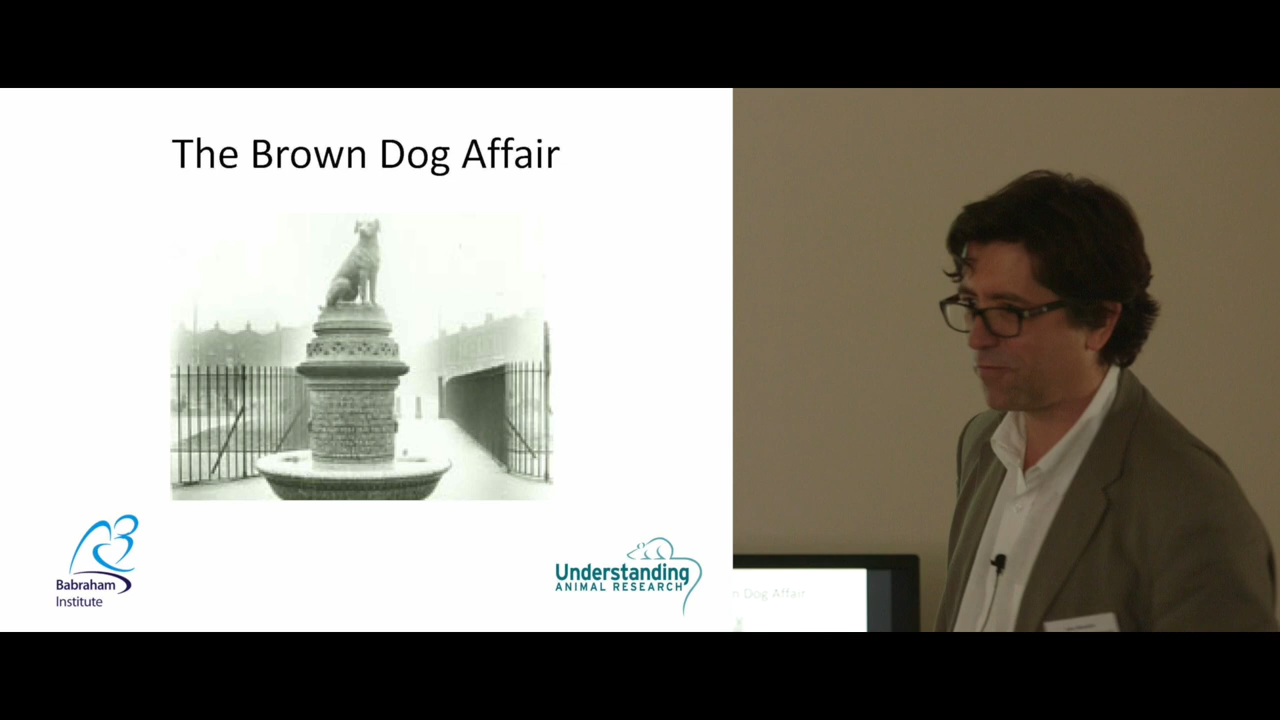 The Brown Dog Affair
Babraham
Institute
Understanding
ANIMAL RESEARCH
n Dog Affair